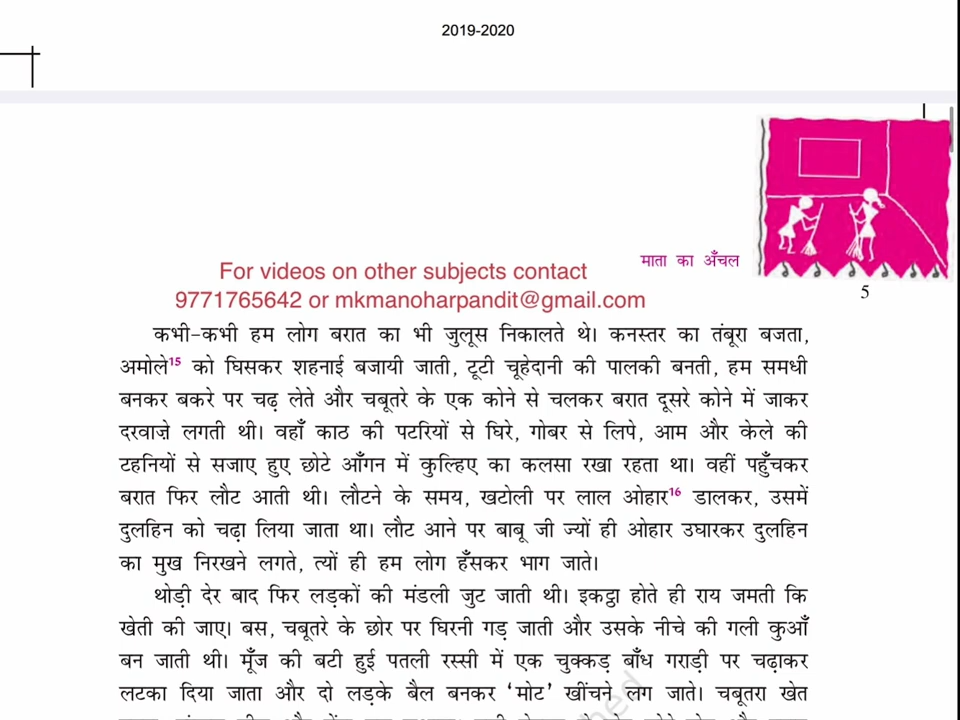 2019-2020
माता का अँचल
5
For videos on other subjects contact
9771765642 or mkmanoharpandit@gmail.com
कभी-कभी हम लोग बरात का भी जुलूस निकालते थे। कनस्तर का तंबूरा बजता,
अमोले15 को घिसकर शहनाई बजायी जाती, टूटी चूहेदानी की पालकी बनती, हम समधी
बनकर बकरे पर चढ़ लेते और चबूतरे के एक कोने से चलकर बरात दूसरे कोने में जाकर
दरवाज़े लगती थी। वहाँ काठ की पटरियों से घिरे, गोबर से लिपे, आम और केले की
टहनियों से सजाए हुए छोटे आँगन में कुल्हिए का कलसा रखा रहता था। वहीं पहुँचकर
बरात फिर लौट आती थी। लौटने के समय, खटोली पर लाल ओहार16 डालकर, उसमें
दुलहिन को चढ़ा लिया जाता था। लौट आने पर बाबू जी ज्यों ही ओहार उघारकर दुलहिन
का मुख निरखने लगते, त्यों ही हम लोग हँसकर भाग जाते।
थोड़ी देर बाद फिर लड़कों की मंडली जुट जाती थी। इकट्ठा होते ही राय जमती कि
खेती की जाए। बस, चबूतरे के छोर पर घिरनी गड़ जाती और उसके नीचे की गली कुआँ
बन जाती थी। मूँज की बटी हुई पतली रस्सी में एक चुक्कड़ बाँध गराड़ी पर चढ़ाकर
लटका दिया जाता और दो लड़के बैल बनकर 'मोट' खींचने लग जाते। चबूतरा खेत